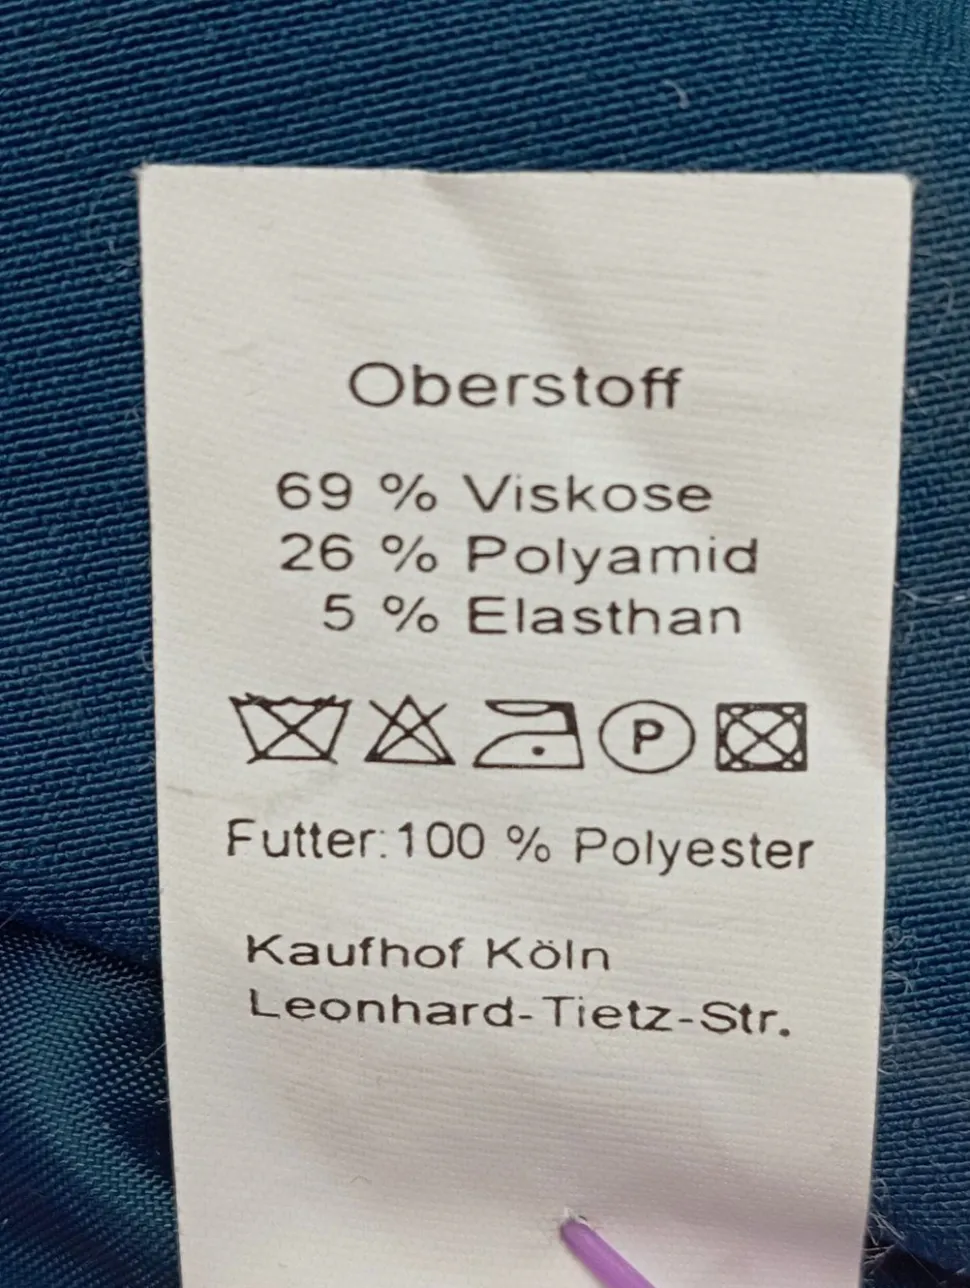 Oberstoff
69 % Viskose
26 % Polyamid
5 % Elasthan
P
Futter:100 % Polyester
Kaufhof Köln
Leonhard-Tietz-Str.